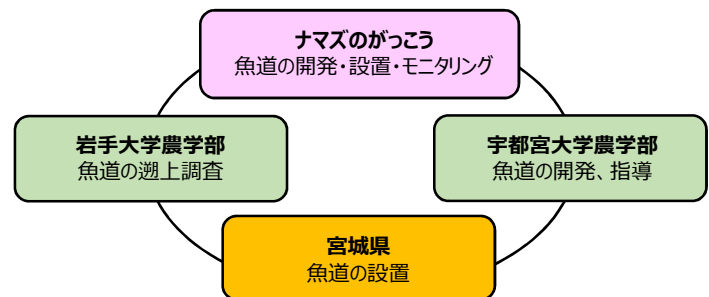 ナマズのがっこう
魚道の開発・設置・モニタリング
岩手大学農学部
魚道の遡上調査
宇都宮大学農学部
魚道の開発、指導
宮城県
魚道の設置